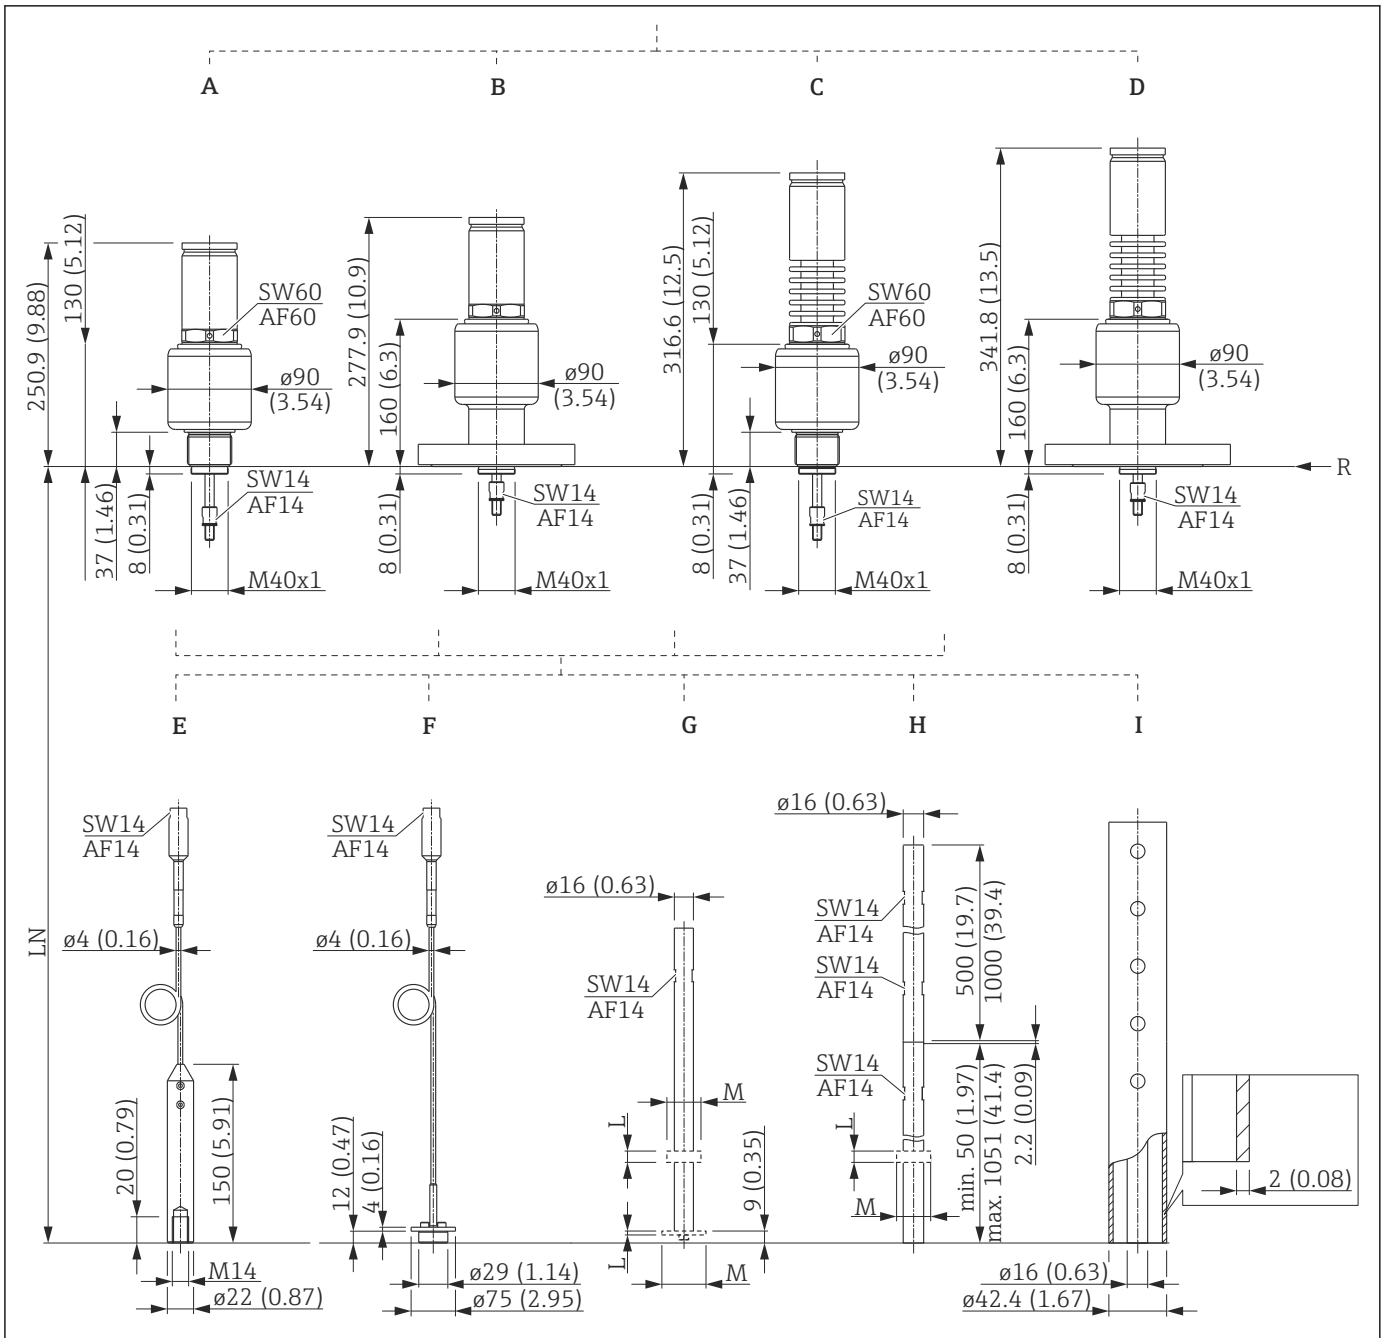 A
B
C
D
250.9 (9.88)
130 (5.12)
SW60
AF60
ø90
(3.54)
37 (1.46)
8 (0.31)
SW14
AF14
M40x1
277.9 (10.9)
160 (6.3)
ø90
(3.54)
8 (0.31)
SW14
AF14
M40x1
316.6 (12.5)
130 (5.12)
SW60
AF60
ø90
(3.54)
8 (0.31)
37 (1.46)
SW14
AF14
M40x1
341.8 (13.5)
160 (6.3)
ø90
(3.54)
8 (0.31)
SW14
AF14
M40x1
R
LN
E
F
G
H
I
SW14
AF14
ø4 (0.16)
20 (0.79)
150 (5.91)
M14
ø22 (0.87)
SW14
AF14
ø4 (0.16)
12 (0.47)
4 (0.16)
ø29 (1.14)
ø75 (2.95)
ø16 (0.63)
SW14
AF14
M
L
9 (0.35)
L
M
ø16 (0.63)
SW14
AF14
SW14
AF14
SW14
AF14
500 (19.7)
1000 (39.4)
L
M
min. 50 (1.97)
max. 1051 (41.4)
2.2 (0.09)
2 (0.08)
ø16 (0.63)
ø42.4 (1.67)